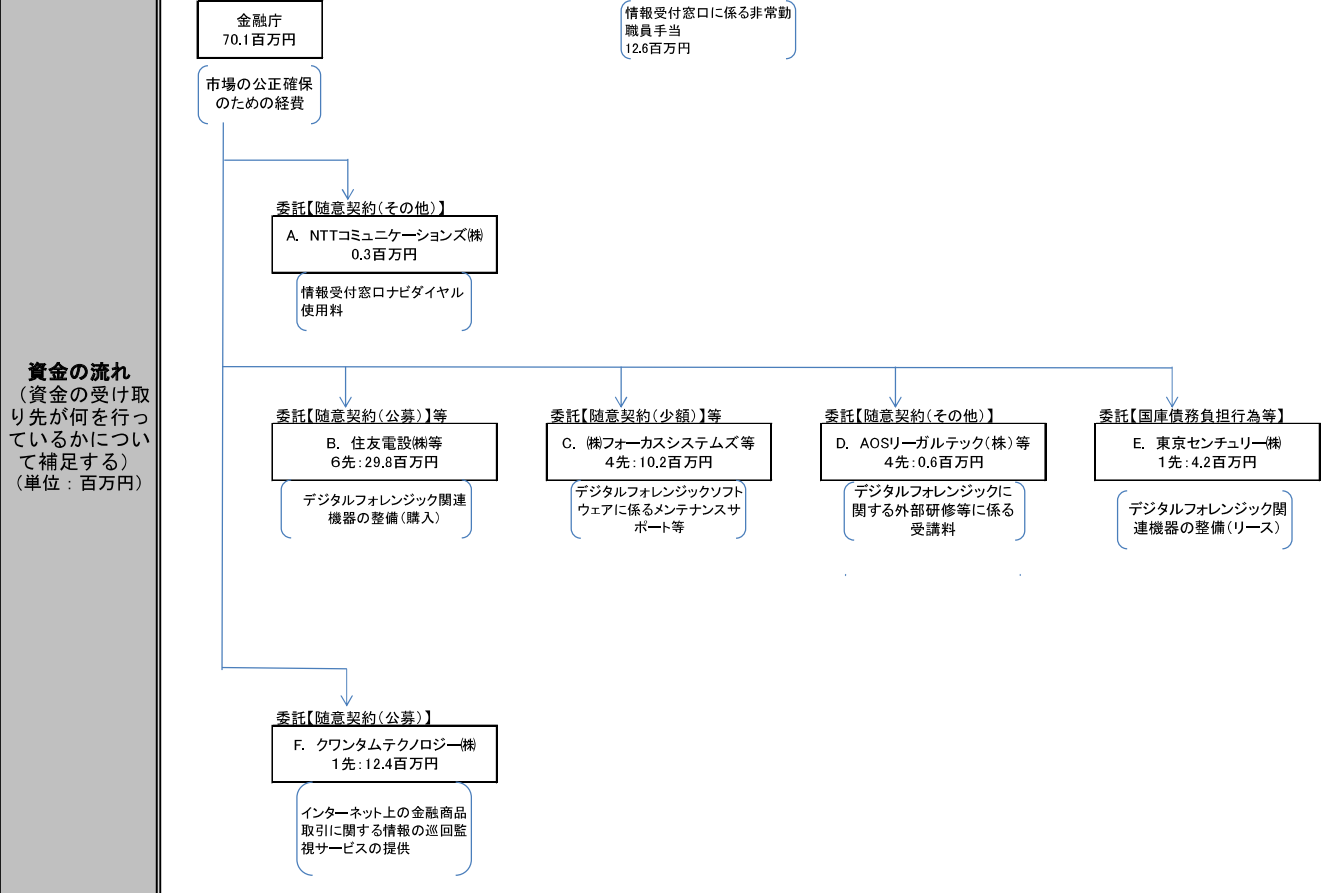 金融庁
70.1百万円
情報受付窓口に係る非常勤
職員手当
12.6百万円
市場の公正確保
のための経費
委託【随意契約(その他)】
A. NTTコミュニケーションズ㈱
0.3百万円
情報受付窓口ナビダイヤル
使用料
資金の流れ
(資金の受け取
り先が何を行っ
ているかについ
て補足する)
(単位:百万円)
委託【随意契約(公募)】等
B. 住友電設㈱等
6先:29.8百万円
デジタルフォレンジック関連
機器の整備(購入)
委託【随意契約(少額)】等
C. ㈱フォーカスシステムズ等
4先:10.2百万円
デジタルフォレンジックソフト
ウェアに係るメンテナンスサ
ポート等
委託【随意契約(その他)】
D. AOSリーガルテック(株)等
4先:0.6百万円
デジタルフォレンジックに
関する外部研修等に係る
受講料
委託【国庫債務負担行為等】
E. 東京センチュリー㈱
1先:4.2百万円
デジタルフォレンジック関
連機器の整備(リース)
委託【随意契約(公募)】
F. クワンタムテクノロジー㈱
1先:12.4百万円
インターネット上の金融商品
取引に関する情報の巡回監
視サービスの提供